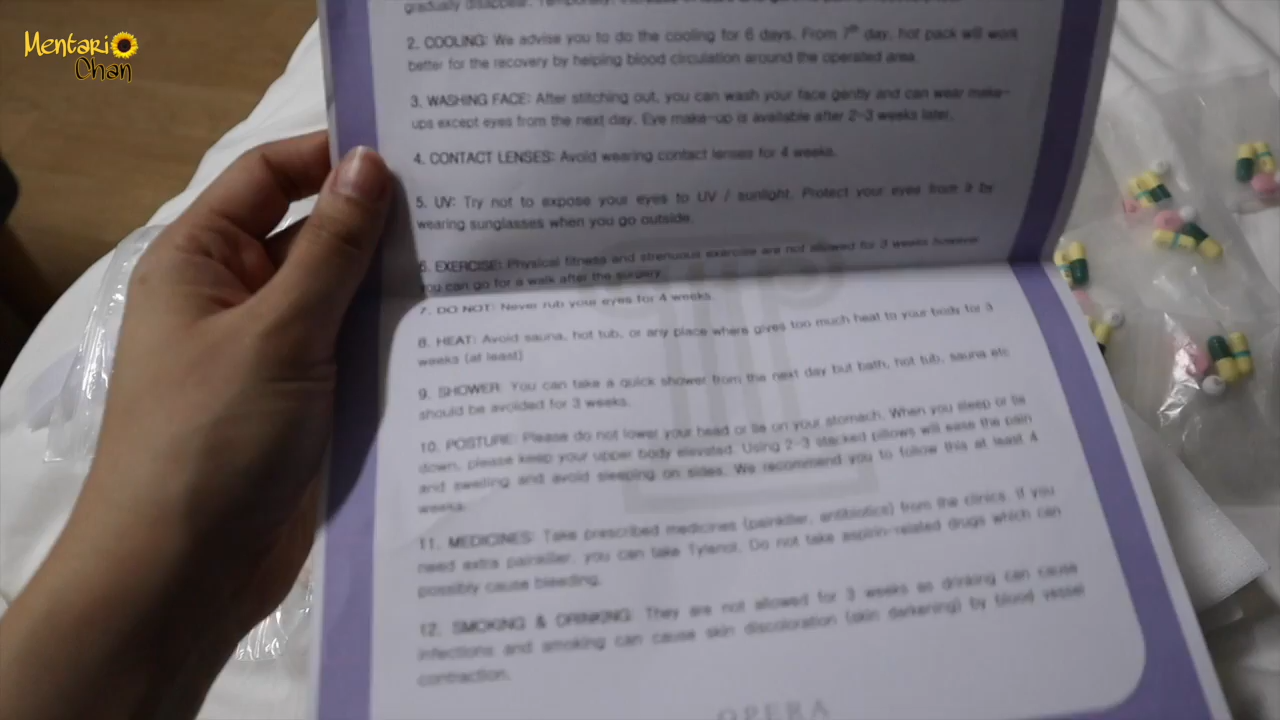 Mentari
Chan
gradually disappear. Temporary increase of
2. COOLING: We advise you to do the cooling for 6 days. From 7th day, hot pack will work
better for the recovery by helping blood circulation around the operated area.
3. WASHING FACE: After stitching out, you can wash your face gently and can wear make-
ups except eyes from the next day. Eye make-up is available after 2-3 weeks later.
4. CONTACT LENSES: Avoid wearing contact lenses for 4 weeks.
5. UV: Try not to expose your eyes to UV / sunlight. Protect your eyes from it by
wearing sunglasses when you go outside.
6. EXERCISE: Physical fitness and strenuous exercise are not allowed for 3 weeks however
you can go for a walk after the surgery
7. DO NOT: Never rub your eyes for 4 weeks.
8. HEAT: Avoid sauna, hot tub, or any place where gives too much heat to your body for 3
weeks (at least)
9. SHOWER: You can take a quick shower from the next day but bath, hot tub, sauna etc
should be avoided for 3 weeks.
10. POSTURE: Please do not lower your head or lie on your stomach. When you sleep or lie
down, please keep your upper body elevated. Using 2-3 stacked pillows will ease the pain
and swelling and avoid sleeping on sides. We recommend you to follow this at least 4
weeks.
11. MEDICINES: Take prescribed medicines (painkiller, antibiotics) from the clinics. If you
need extra painkiller, you can take Tylenol. Do not take aspirin-related drugs which can
possibly cause bleeding.
12. SMOKING & DRINKING: They are not allowed for 3 weeks as drinking can cause
infections and smoking can cause skin discoloration (skin darkening) by blood vessel
contraction.
OPERA